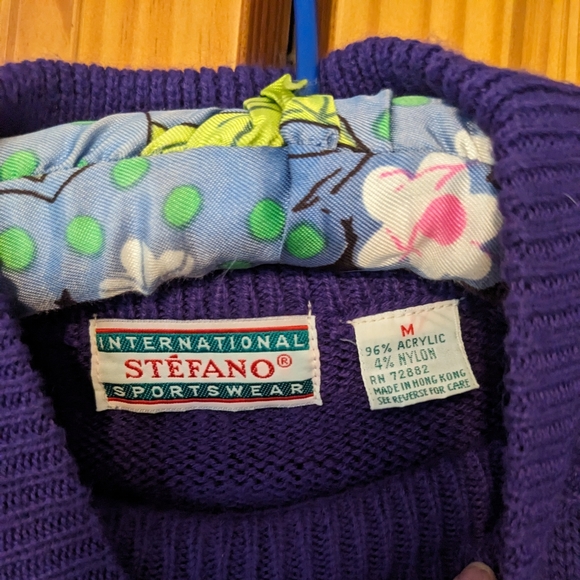 INTERNATIONAL
STÉFANO®
SPORTSWEAR
M
96% ACRYLIC
4% NYLON
RN 72882
MADE IN HONG KONG
SEE REVERSE FOR CARE